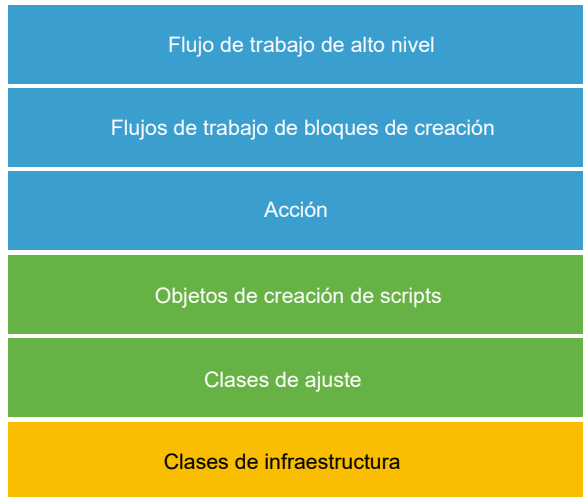 Flujo de trabajo de alto nivel
Flujos de trabajo de bloques de creación
Acción
Objetos de creación de scripts
Clases de ajuste
Clases de infraestructura